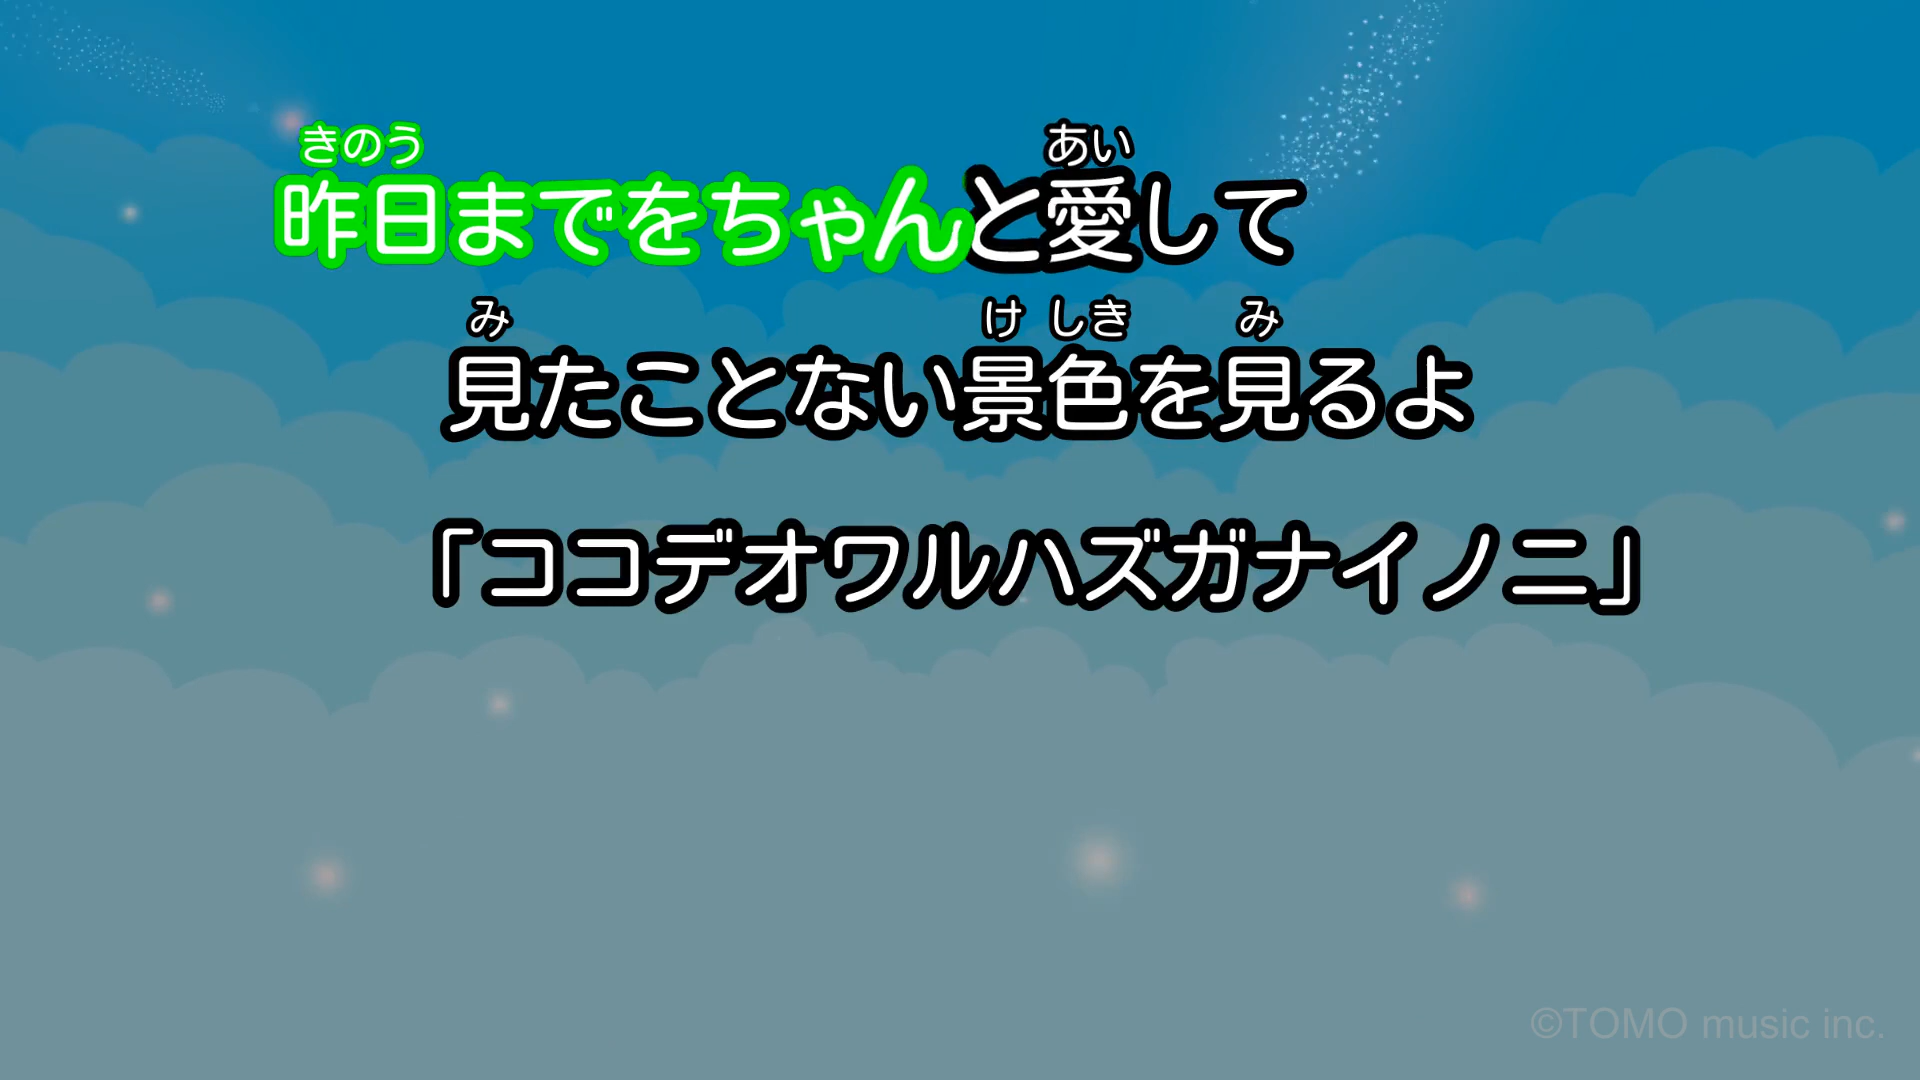 きのう あい
昨日までをちゃんと愛して
み け しき み
見たことない景色を見るよ
「ココデオワルハズガナイノニ」
©TOMO music inc.